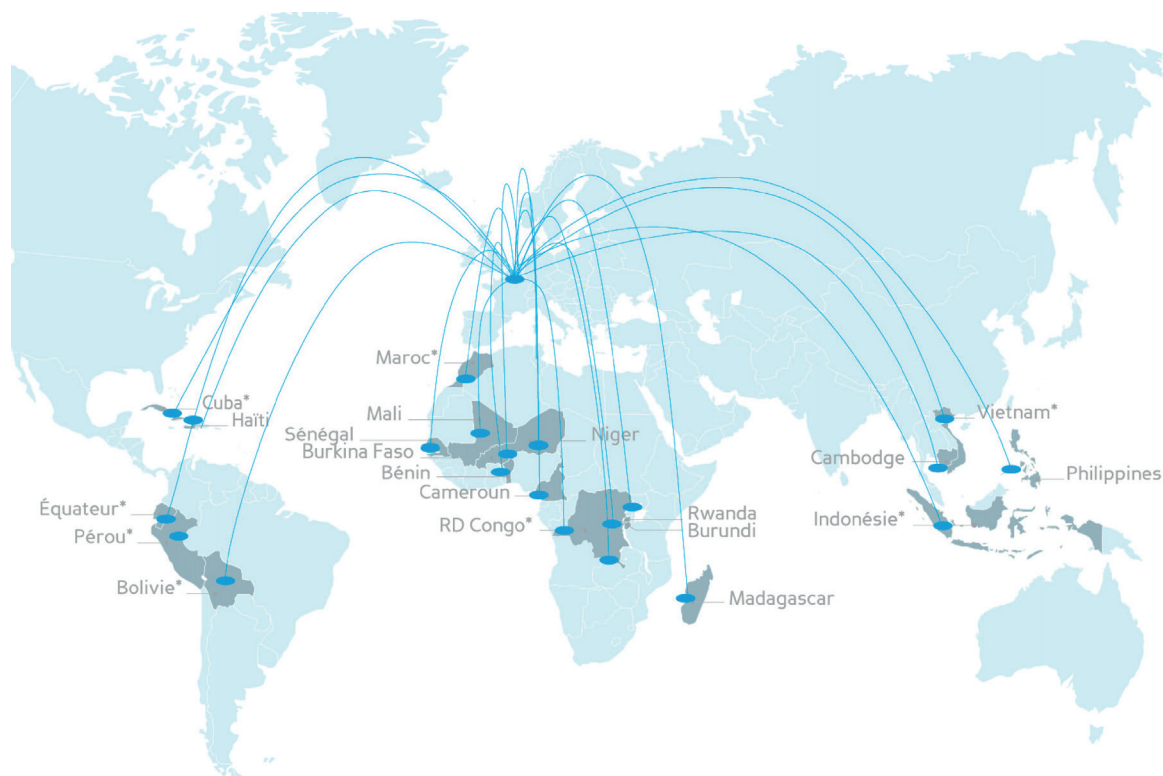 Cuba*
Haïti
Équateur*
Pérou*
Bolivie*
Maroc*
Mali
Sénégal
Burkina Faso
Bénin
Cameroun
RD Congo*
Niger
Rwanda
Burundi
Madagascar
Vietnam*
Cambodge
Philippines
Indonésie*